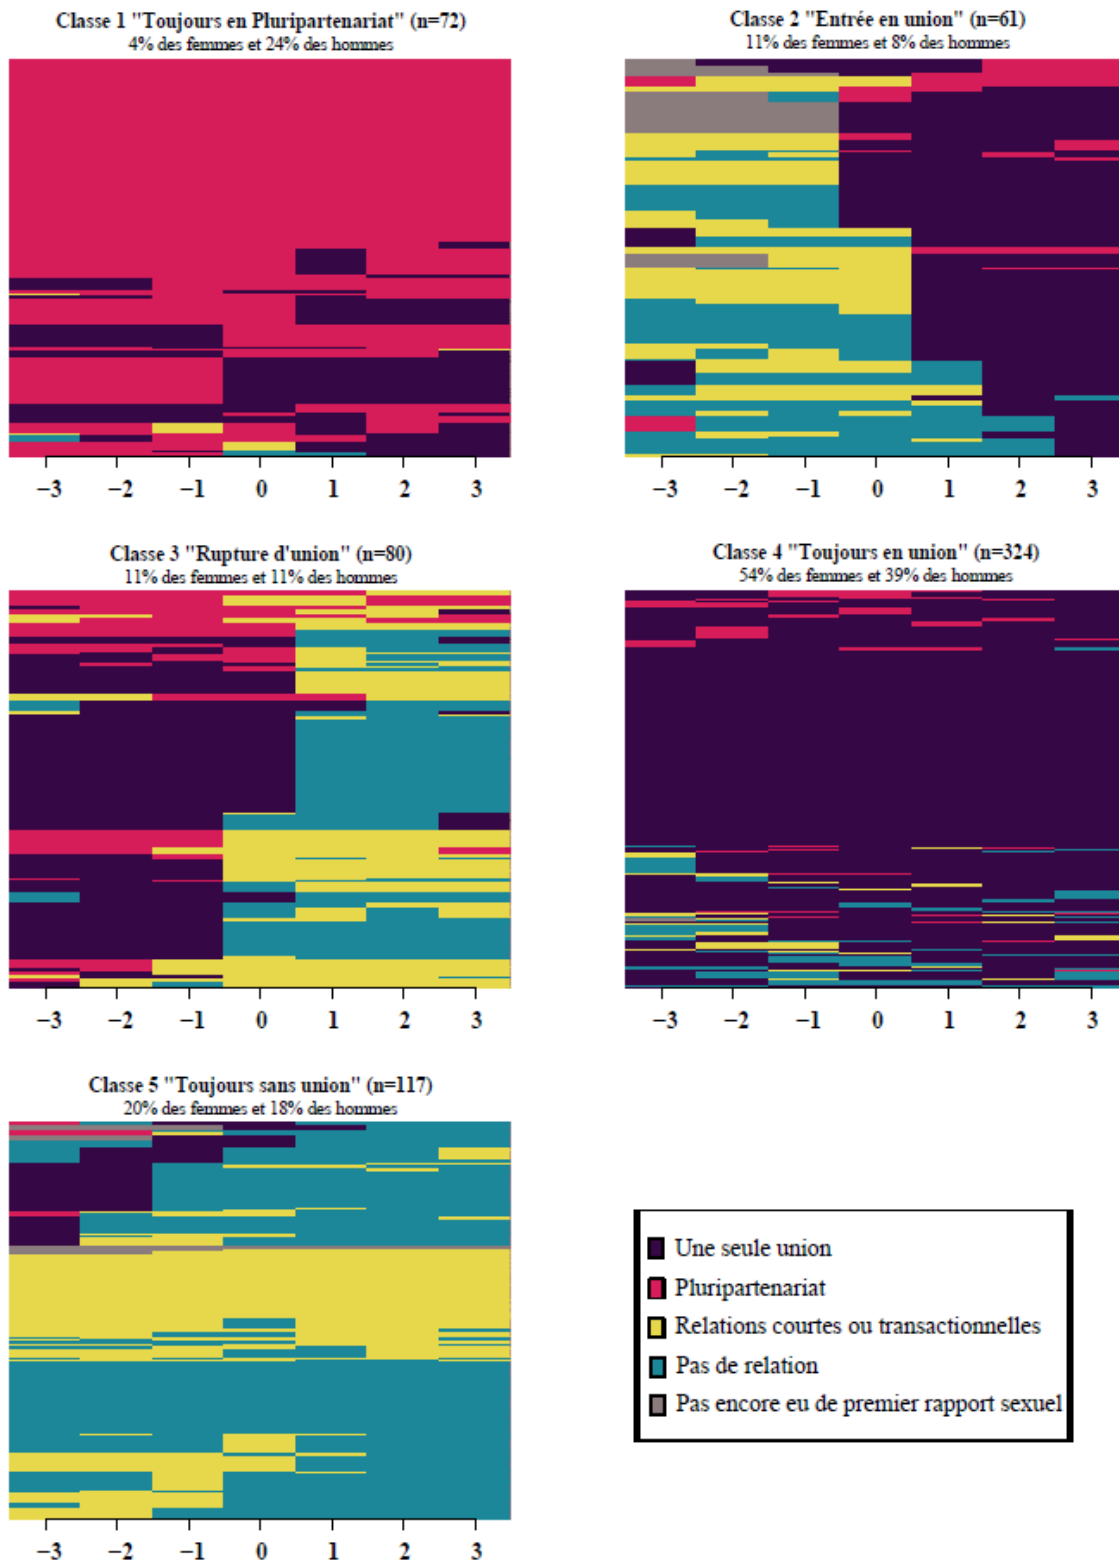 Classe 1 "Toujours en Pluripartenariat" (n=72)
4% des femmes et 24% des hommes
−3 −2 −1 0 1 2 3
Classe 2 "Entrée en union" (n=61)
11% des femmes et 8% des hommes
−3 −2 −1 0 1 2 3
Classe 3 "Rupture d'union" (n=80)
11% des femmes et 11% des hommes
−3 −2 −1 0 1 2 3
Classe 4 "Toujours en union" (n=324)
54% des femmes et 39% des hommes
−3 −2 −1 0 1 2 3
Classe 5 "Toujours sans union" (n=117)
20% des femmes et 18% des hommes
−3 −2 −1 0 1 2 3
Une seule union
Pluripartenariat
Relations courtes ou transactionnelles
Pas de relation
Pas encore eu de premier rapport sexuel